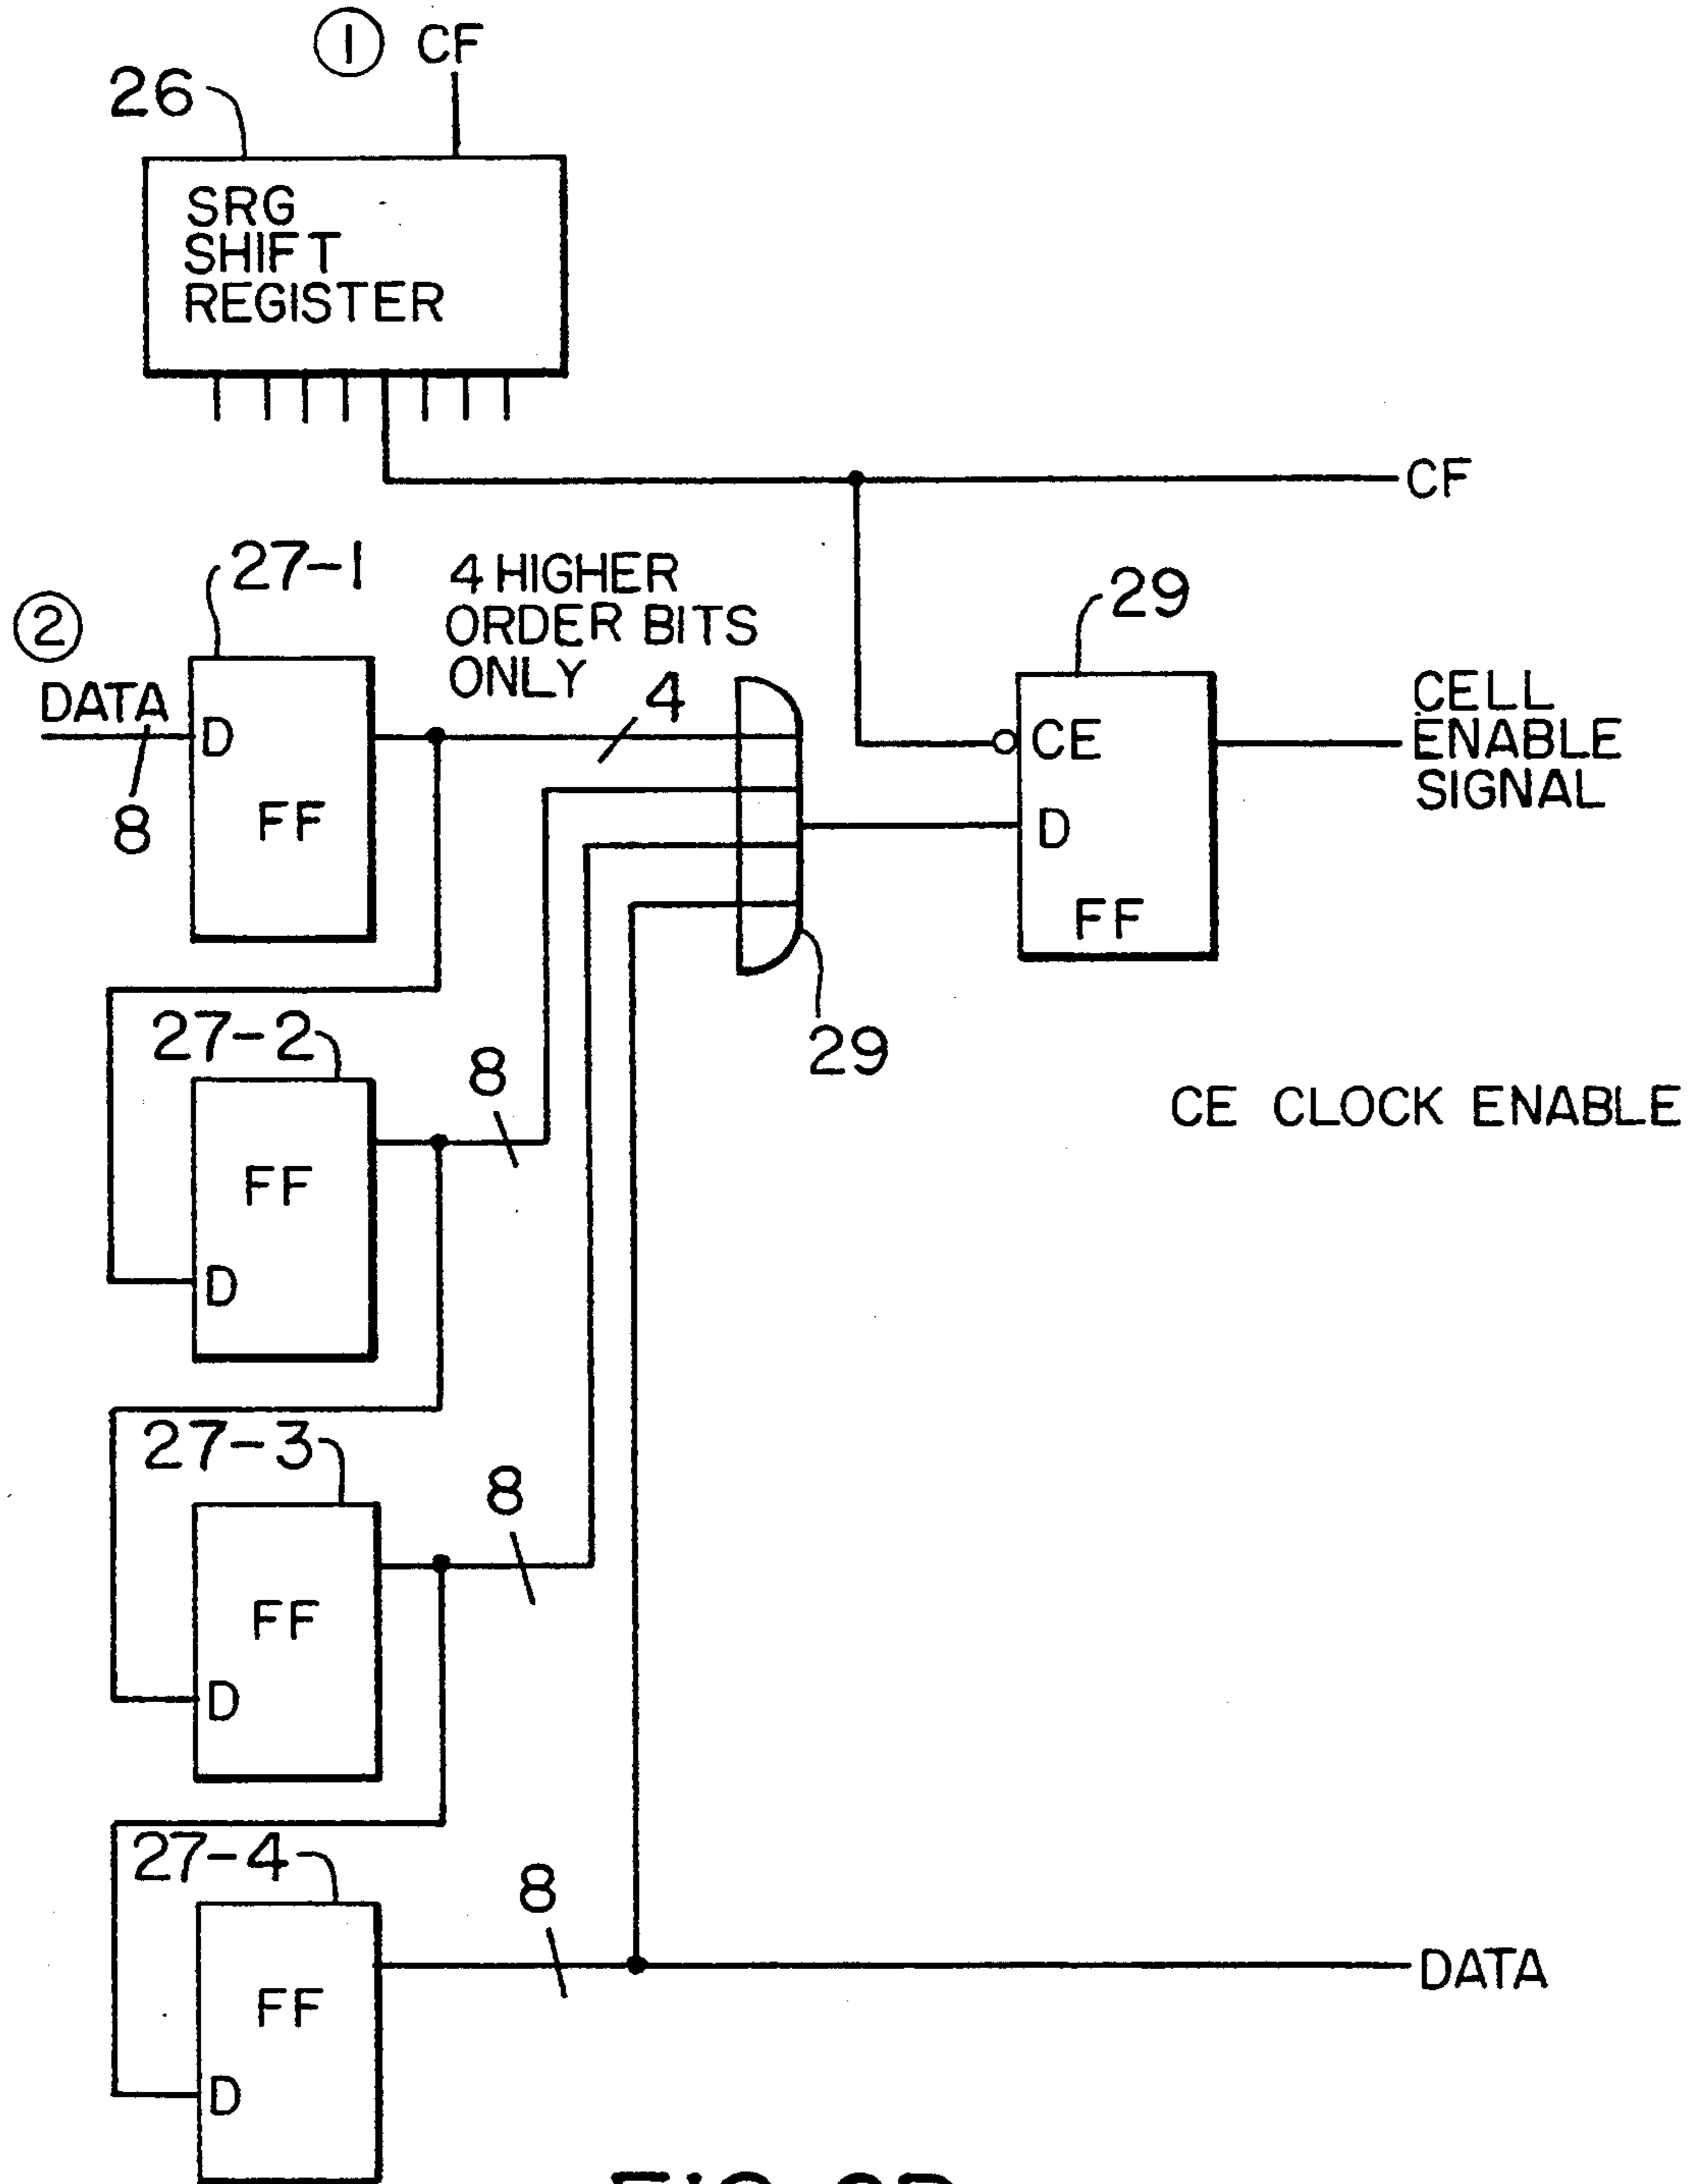 ① CF
26
SRG
SHIFT
REGISTER
CF
27-1
4 HIGHER
ORDER BITS
ONLY
4
29
②
DATA
8
D
FF
CE
D
FF
CELL
ENABLE
SIGNAL
29
CE CLOCK ENABLE
27-2
8
FF
D
27-3
8
FF
D
27-4
8
FF
D
DATA